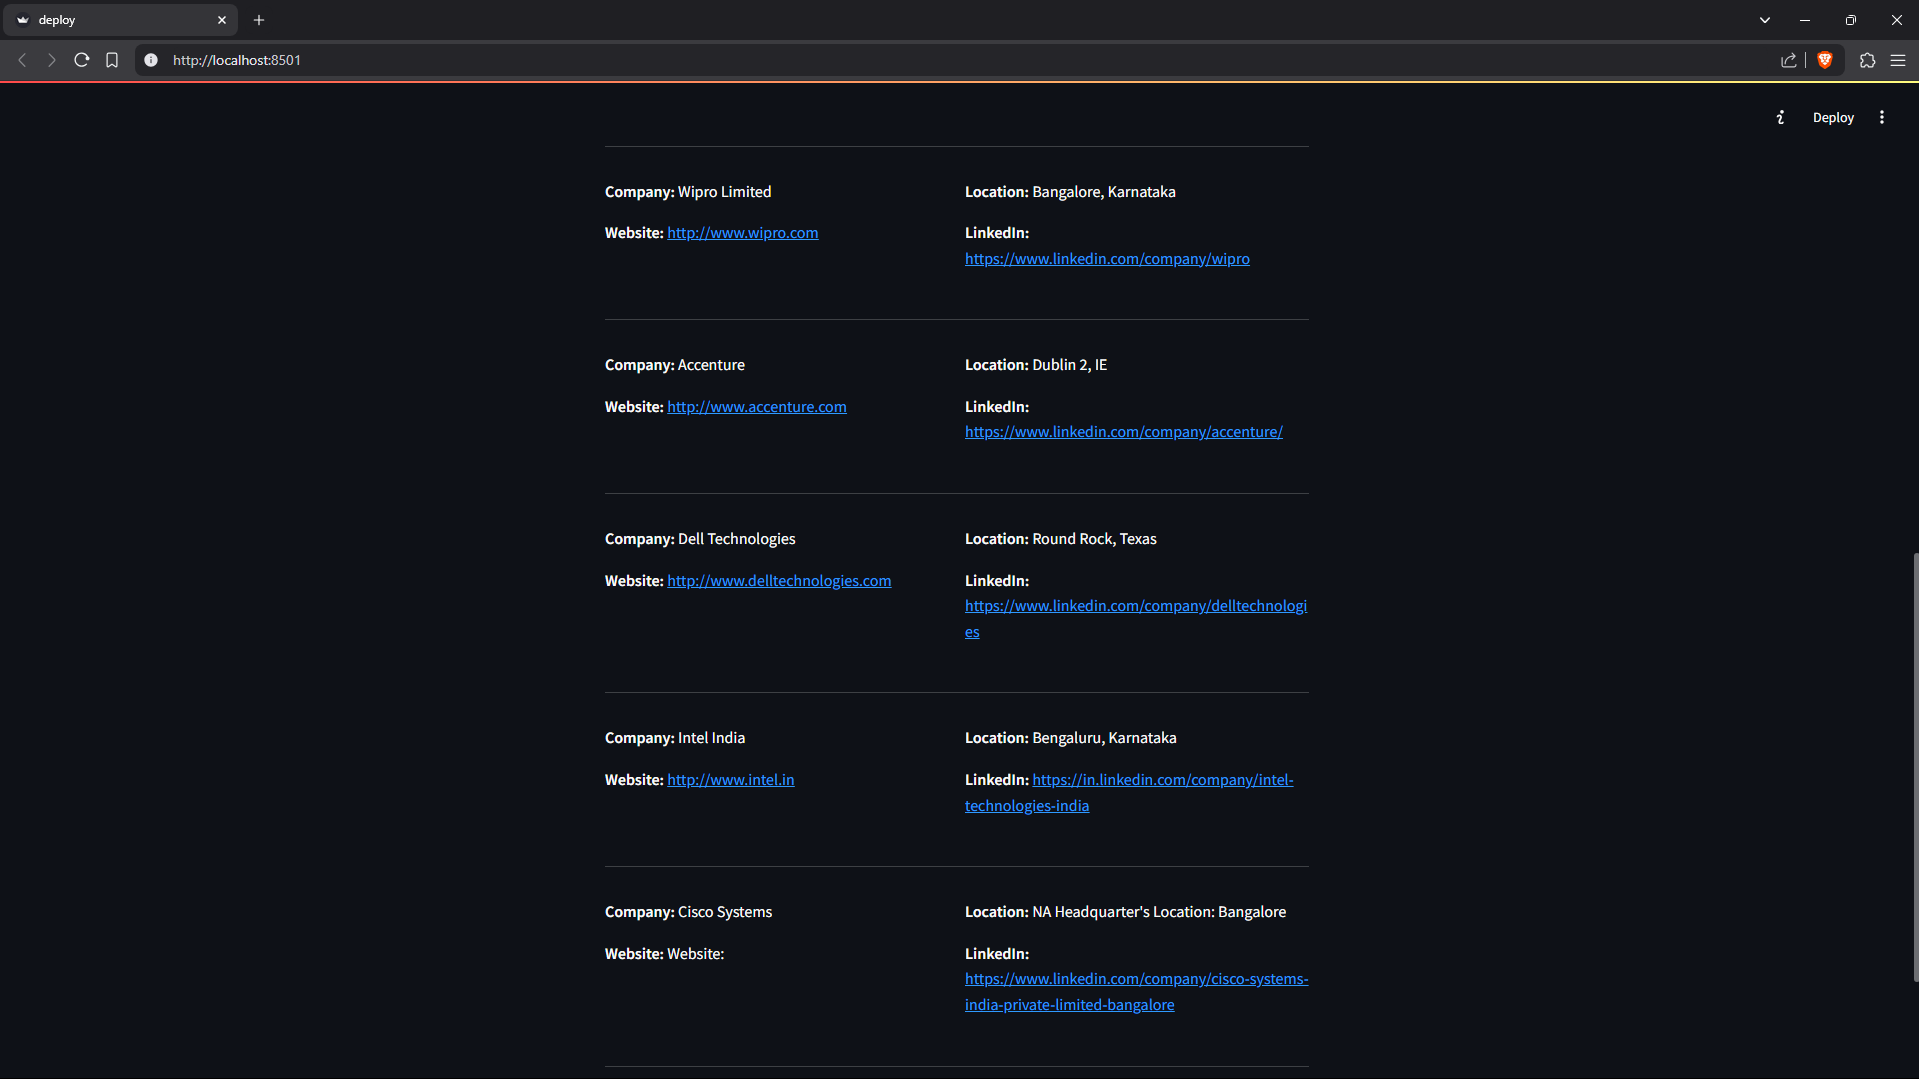 deploy
http://localhost:8501
Deploy
Company: Wipro Limited
Location: Bangalore, Karnataka
Website: http://www.wipro.com
LinkedIn:
https://www.linkedin.com/company/wipro
Company: Accenture
Location: Dublin 2, IE
Website: http://www.accenture.com
LinkedIn:
https://www.linkedin.com/company/accenture/
Company: Dell Technologies
Location: Round Rock, Texas
Website: http://www.delltechnologies.com
LinkedIn:
https://www.linkedin.com/company/delltechnologi
es
Company: Intel India
Location: Bengaluru, Karnataka
Website: http://www.intel.in
LinkedIn: https://in.linkedin.com/company/intel-
technologies-india
Company: Cisco Systems
Location: NA Headquarter's Location: Bangalore
Website: Website:
LinkedIn:
https://www.linkedin.com/company/cisco-systems-
india-private-limited-bangalore